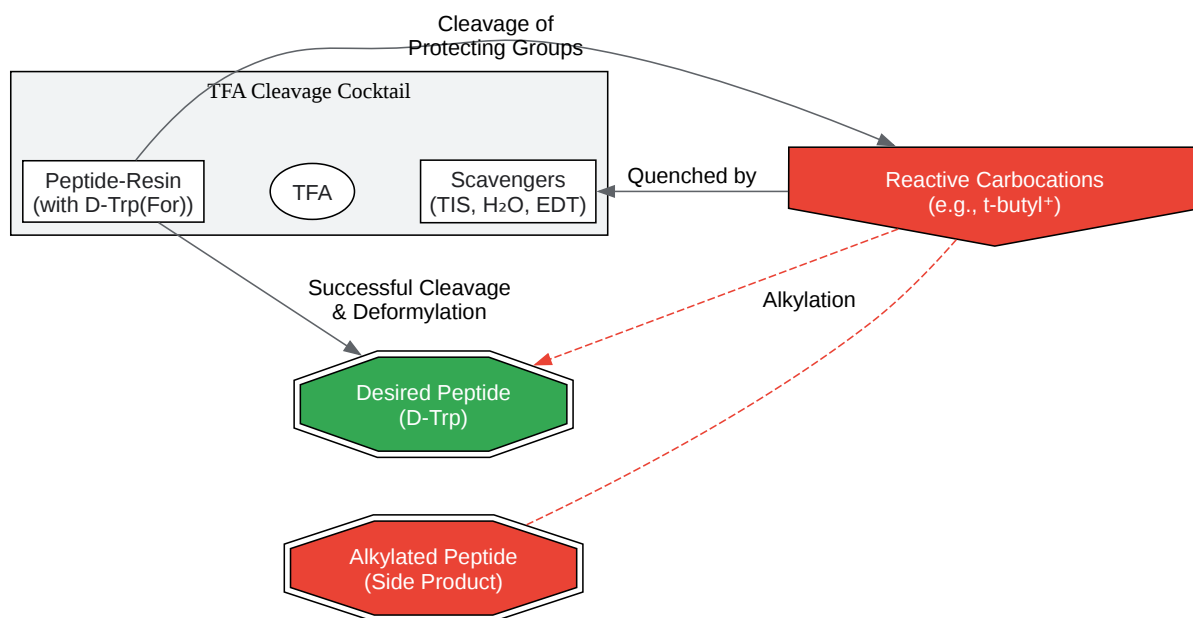 Cleavage of
Protecting Groups
TFA Cleavage Cocktail
Peptide-Resin
(with D-Trp(For))
TFA
Scavengers
(TIS, H₂O, EDT)
Quenched by
Reactive Carbocations
(e.g., t-butyl⁺)
Successful Cleavage
& Deformylation
Alkylation
Desired Peptide
(D-Trp)
Alkylated Peptide
(Side Product)